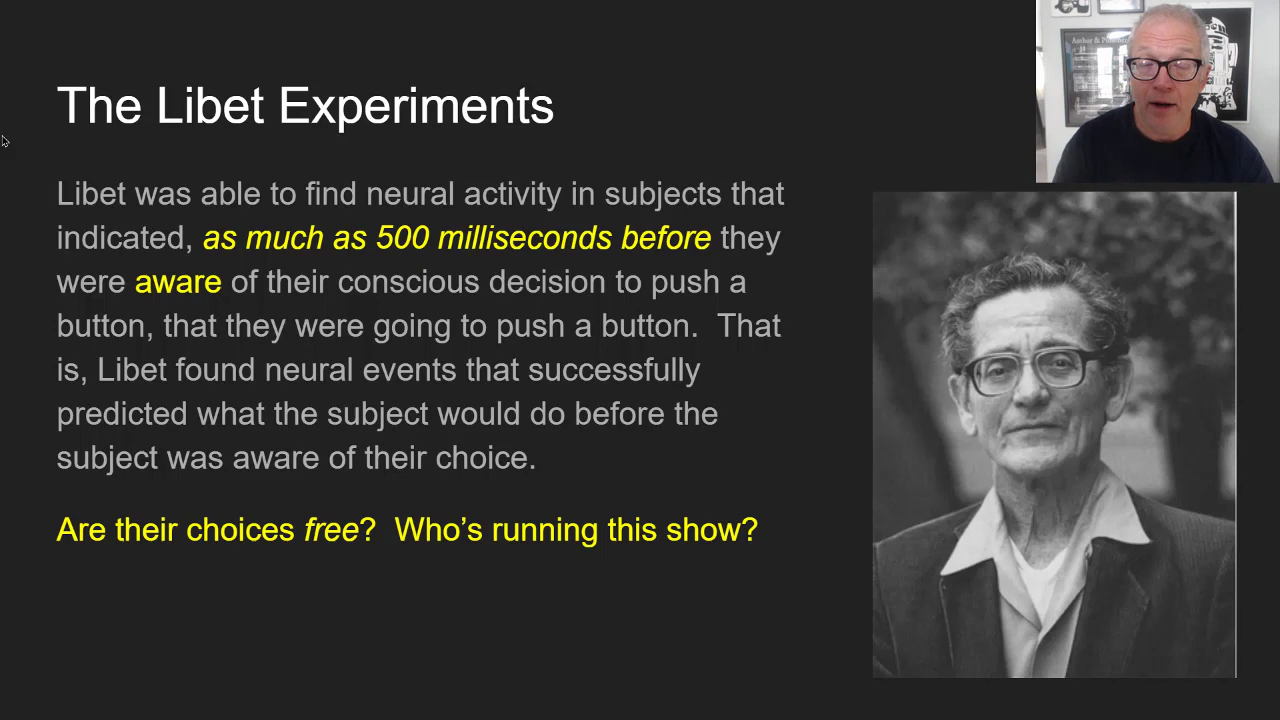 The Libet Experiments
Author & Punisher
Libet was able to find neural activity in subjects that
indicated, as much as 500 milliseconds before they
were aware of their conscious decision to push a
button, that they were going to push a button.  That
is, Libet found neural events that successfully
predicted what the subject would do before the
subject was aware of their choice.
Are their choices free?  Who’s running this show?